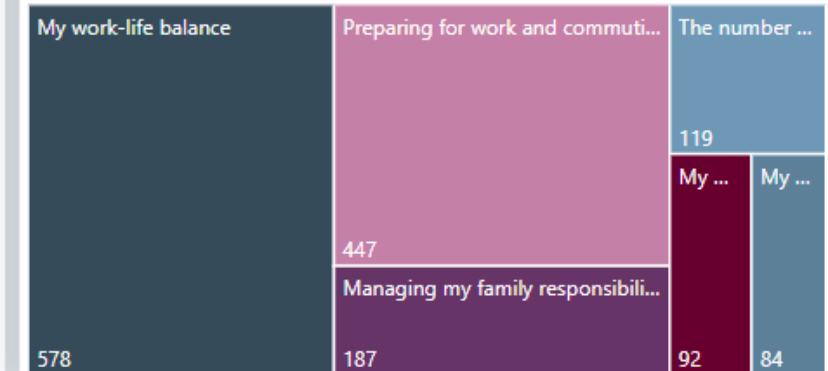 My work-life balance
578
Preparing for work and commuti...
447
Managing my family responsibili...
187
The number ...
119
My ...
92
My ...
84